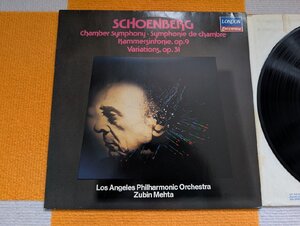 SCHOENBERG
Chamber Symphony · Symphonie de chambre
Kammersinfonie, op.9
Variations, op.31
LONDON
Los Angeles Philharmonic Orchestra
Zubin Mehta